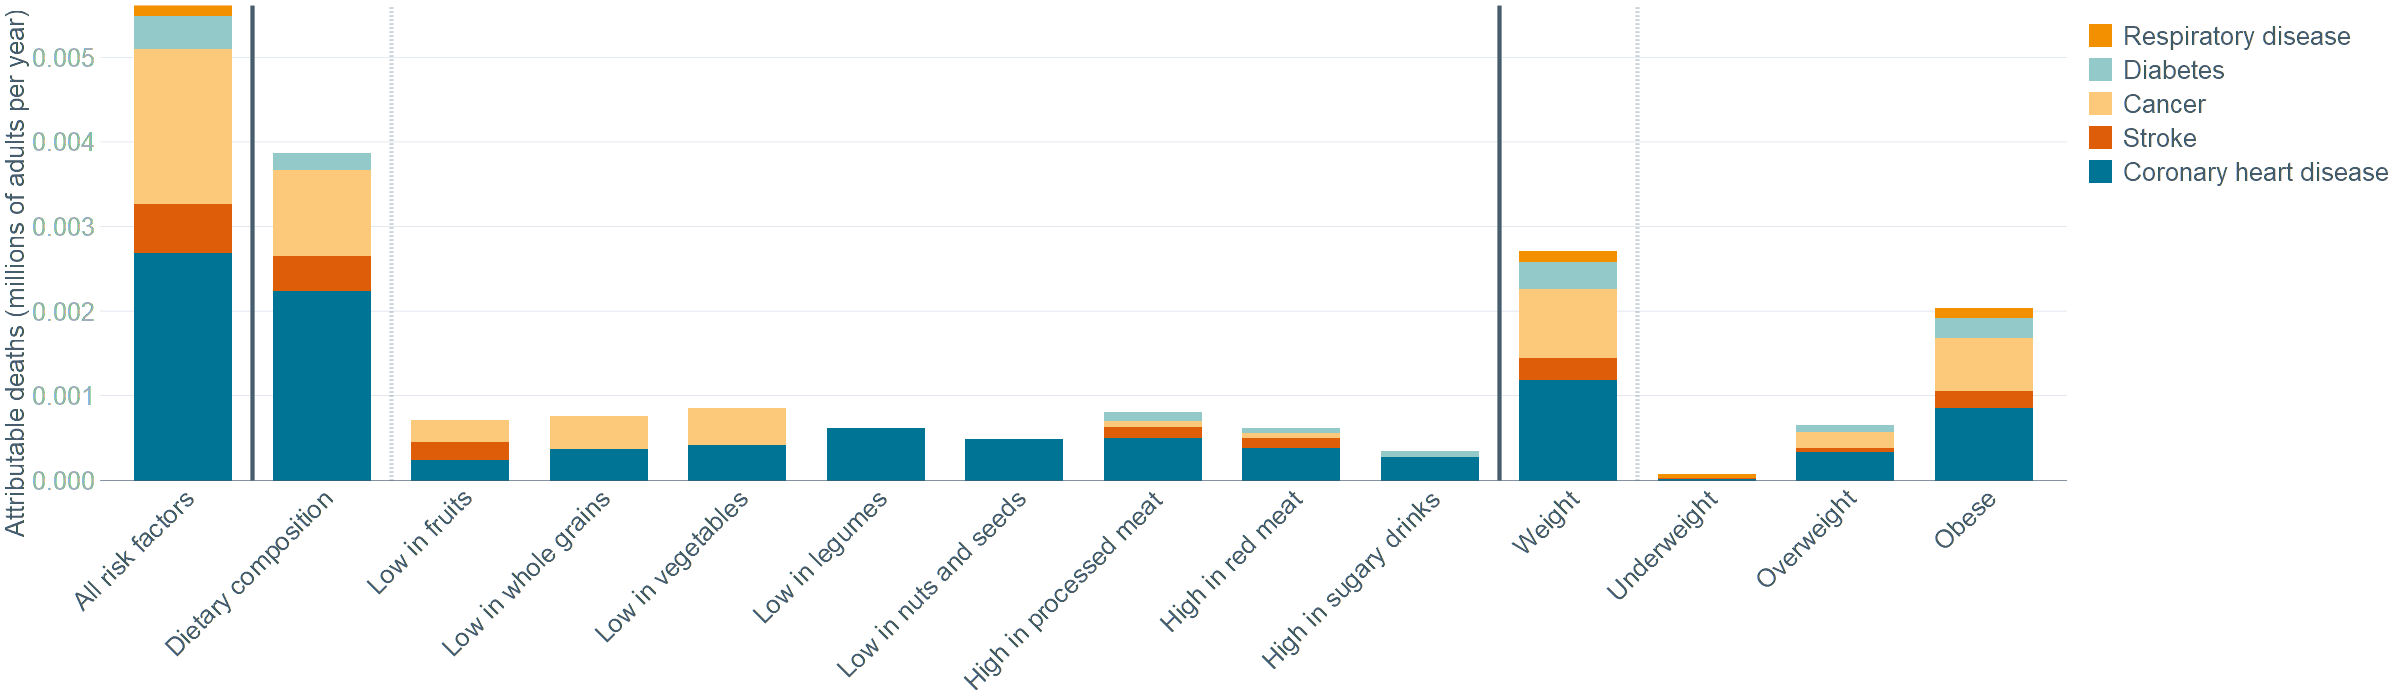 Attributable deaths (millions of adults per year)
0.005
0.004
0.003
0.002
0.001
0.000
All risk factors
Dietary composition
Low in fruits
Low in whole grains
Low in vegetables
Low in legumes
Low in nuts and seeds
High in processed meat
High in red meat
High in sugary drinks
Weight
Underweight
Overweight
Obese
Respiratory disease
Diabetes
Cancer
Stroke
Coronary heart disease